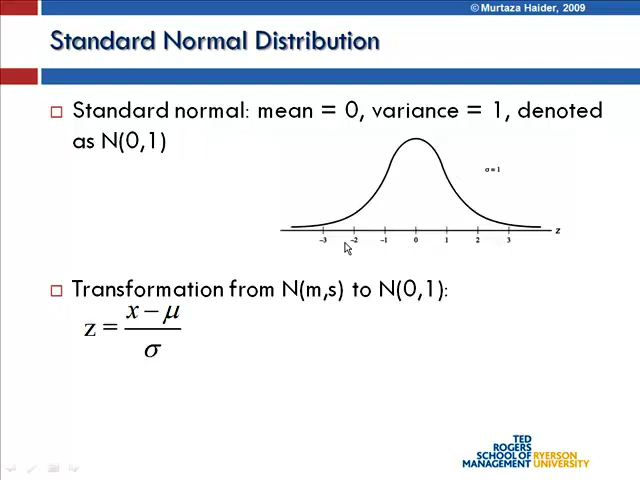 © Murtaza Haider, 2009
Standard Normal Distribution
Standard normal: mean = 0, variance = 1, denoted
as N(0,1)
σ = 1
z
−3 −2 −1 0 1 2 3
Transformation from N(m,s) to N(0,1):
z = (x − μ) / σ
TED
ROGERS
SCHOOL OF RYERSON
MANAGEMENT UNIVERSITY